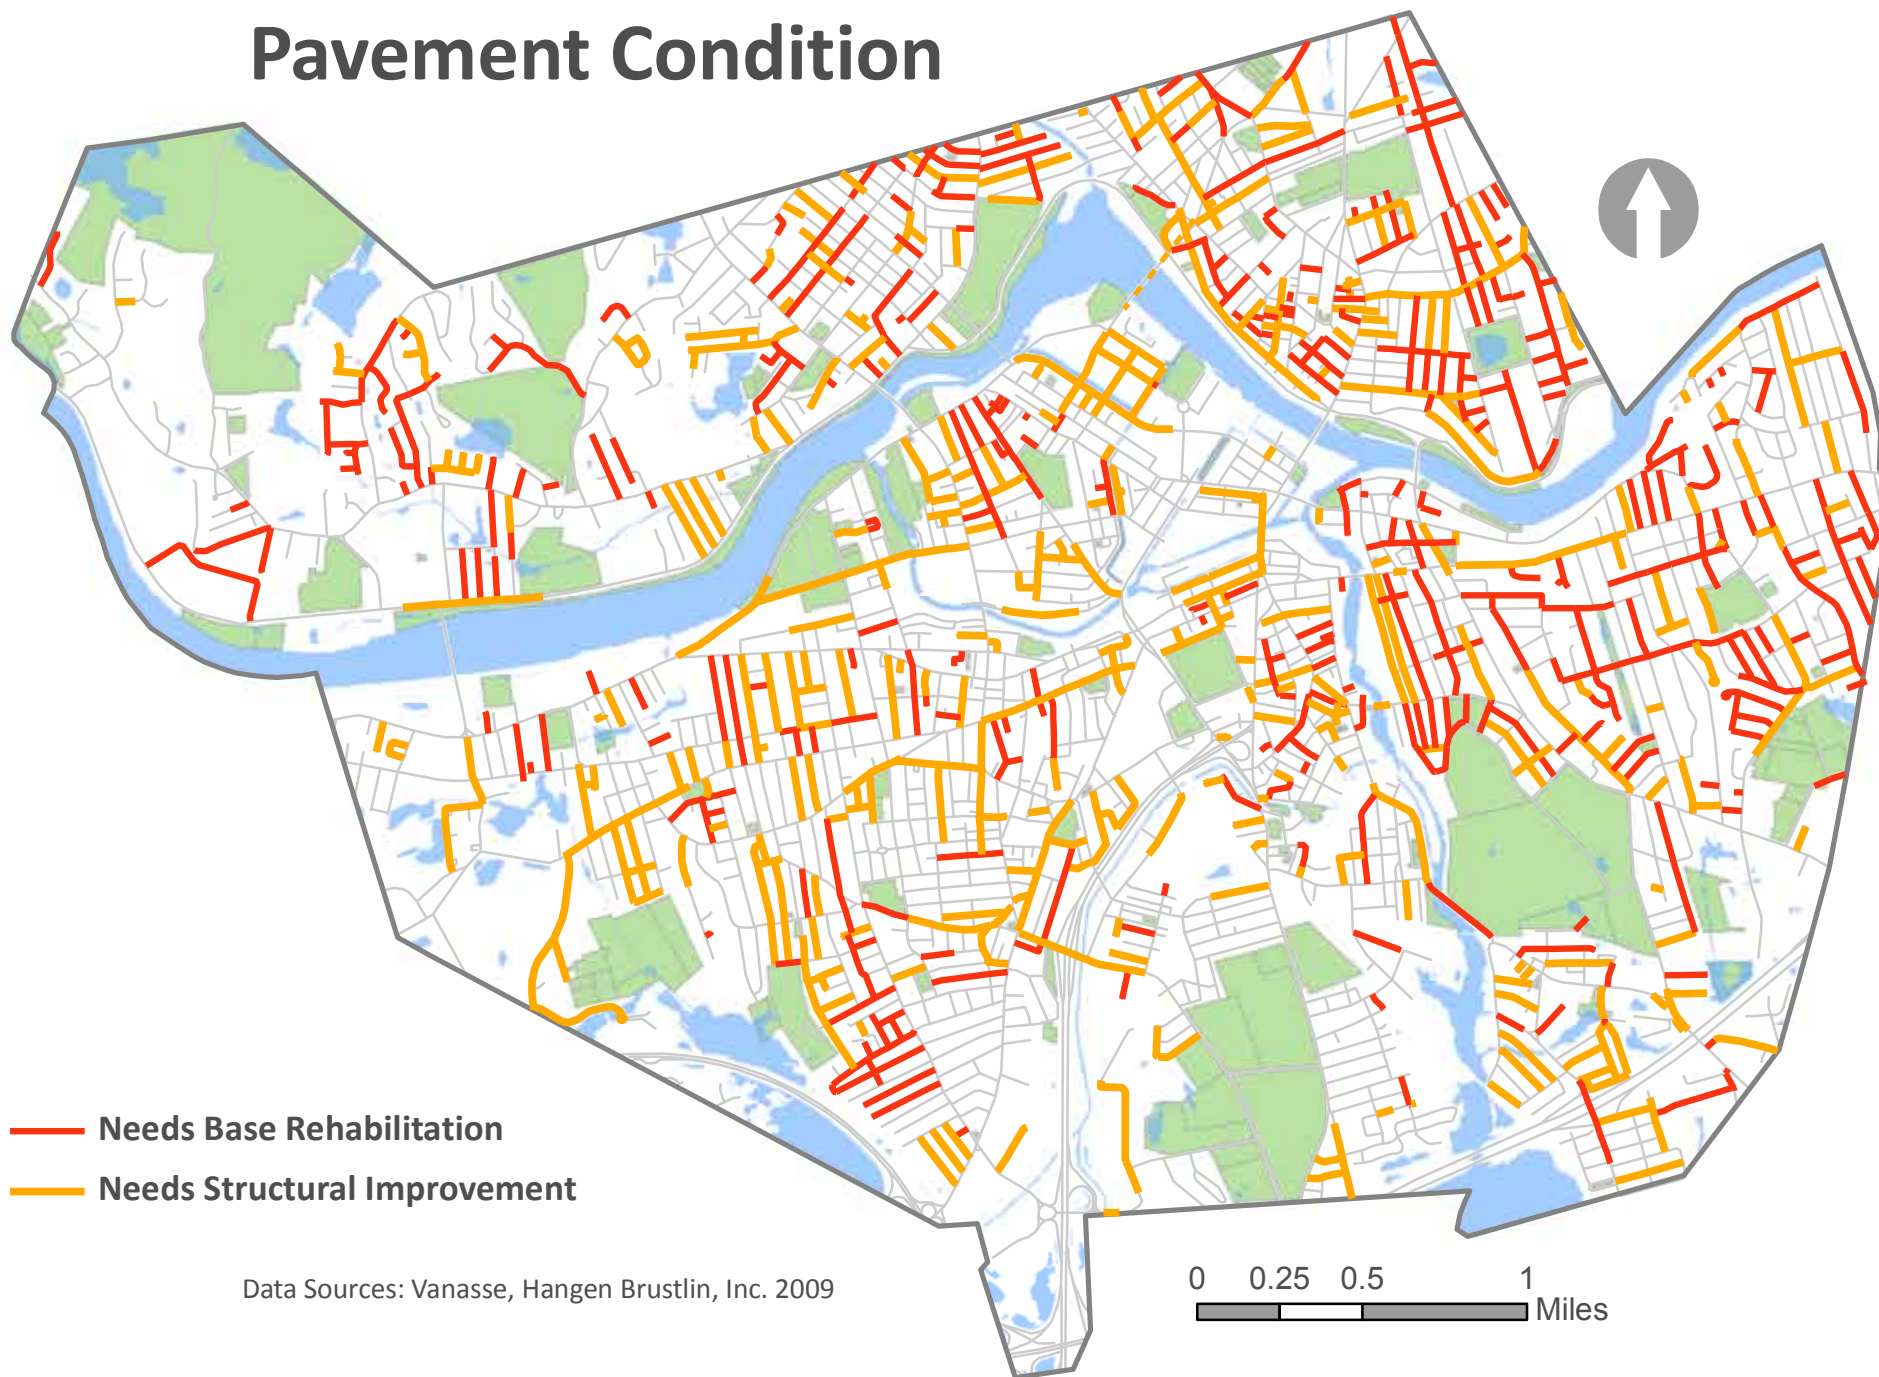 Pavement Condition
Needs Base Rehabilitation
Needs Structural Improvement
Data Sources: Vanasse, Hangen Brustlin, Inc. 2009
0 0.25 0.5 1
Miles